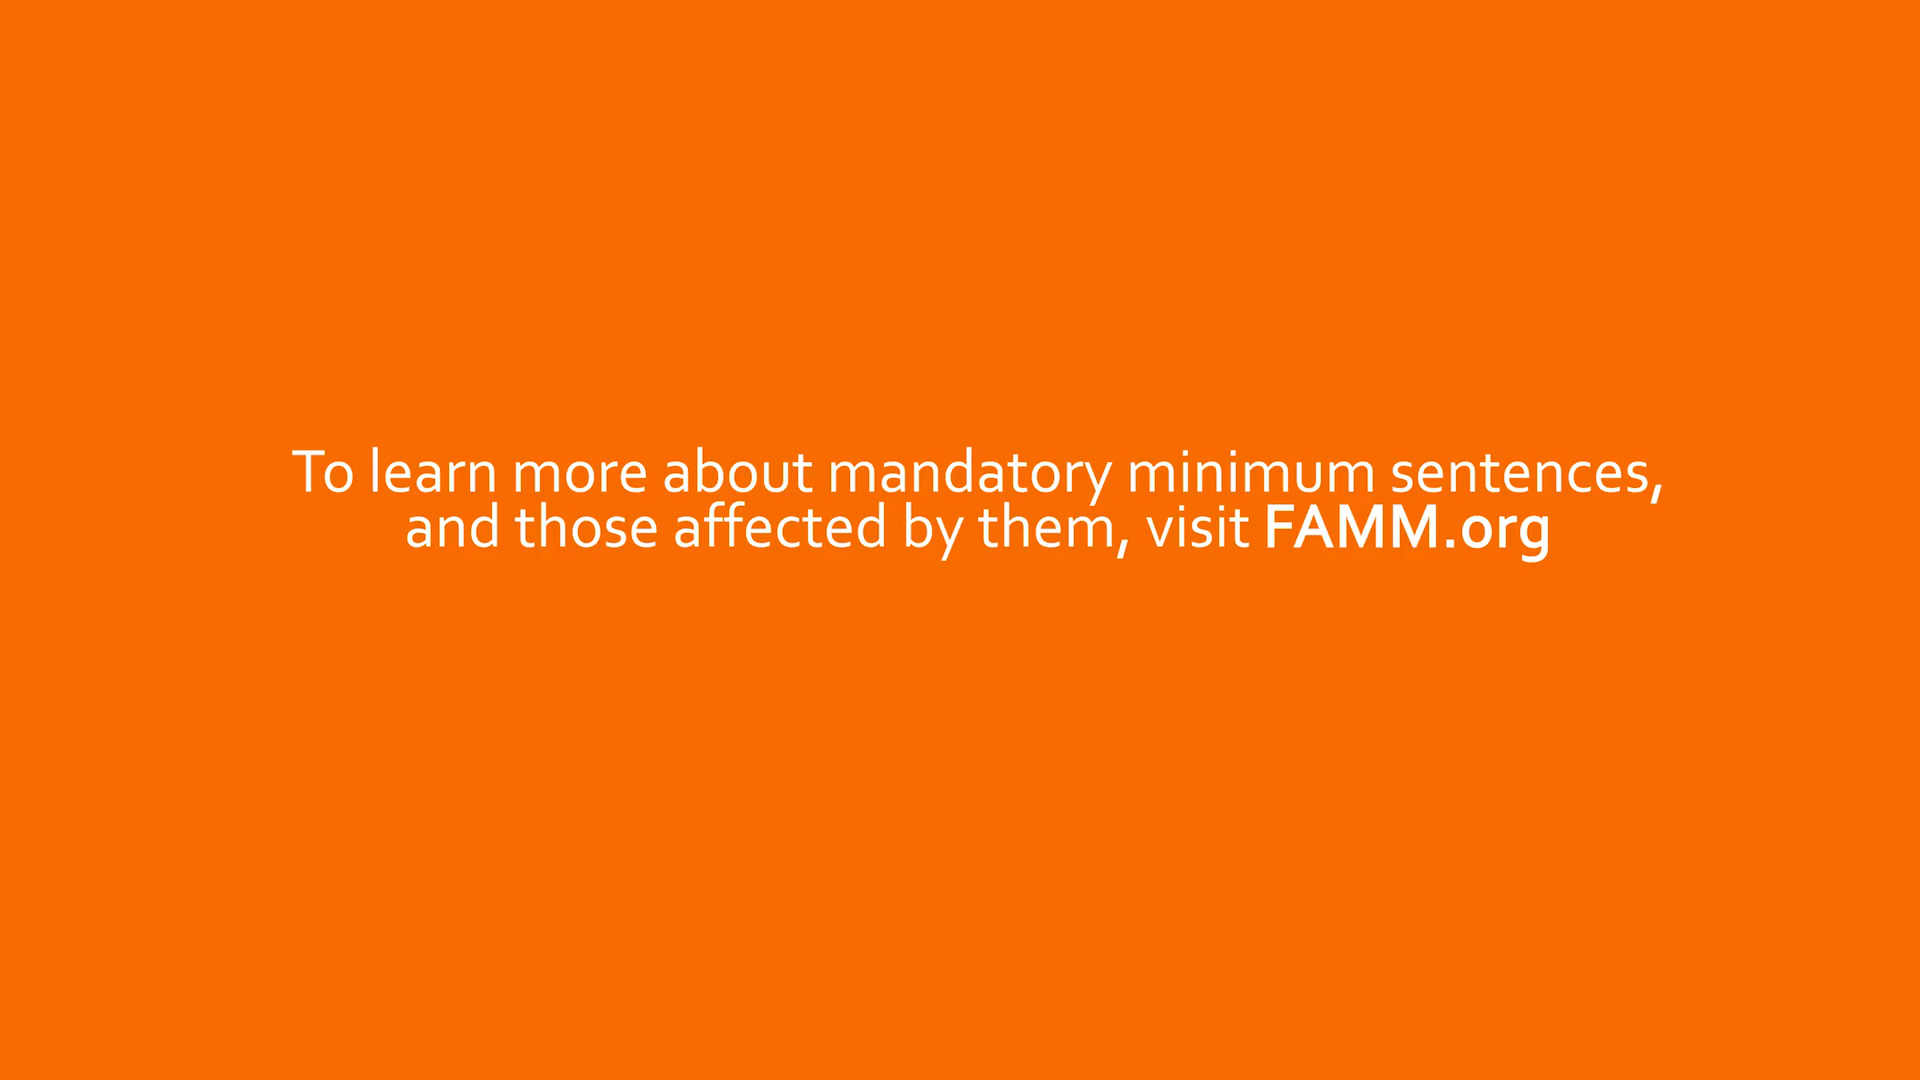 To learn more about mandatory minimum sentences,
and those affected by them, visit FAMM.org